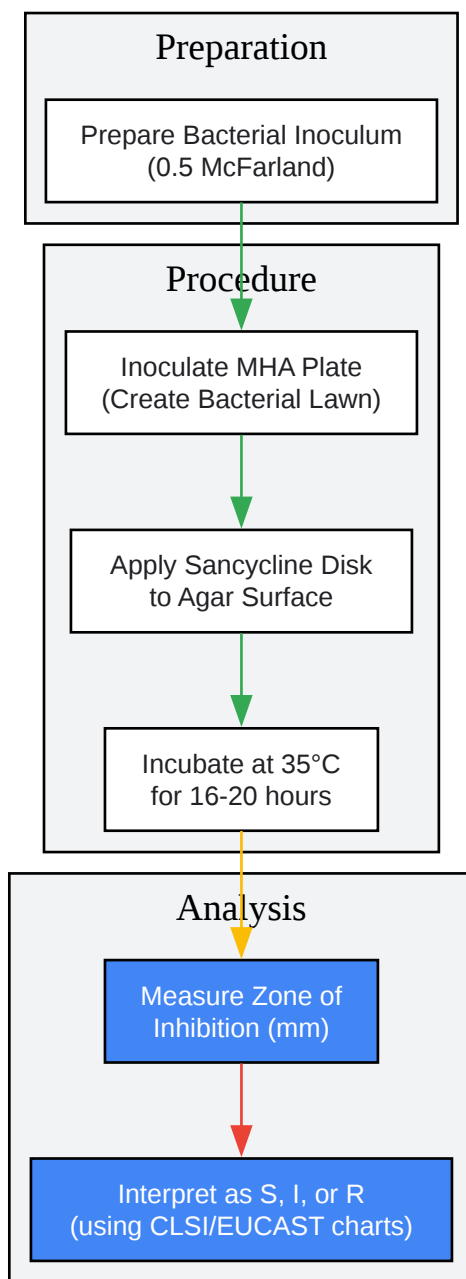 Preparation
Prepare Bacterial Inoculum
(0.5 McFarland)
Procedure
Inoculate MHA Plate
(Create Bacterial Lawn)
Apply Sancycline Disk
to Agar Surface
Incubate at 35°C
for 16-20 hours
Analysis
Measure Zone of
Inhibition (mm)
Interpret as S, I, or R
(using CLSI/EUCAST charts)